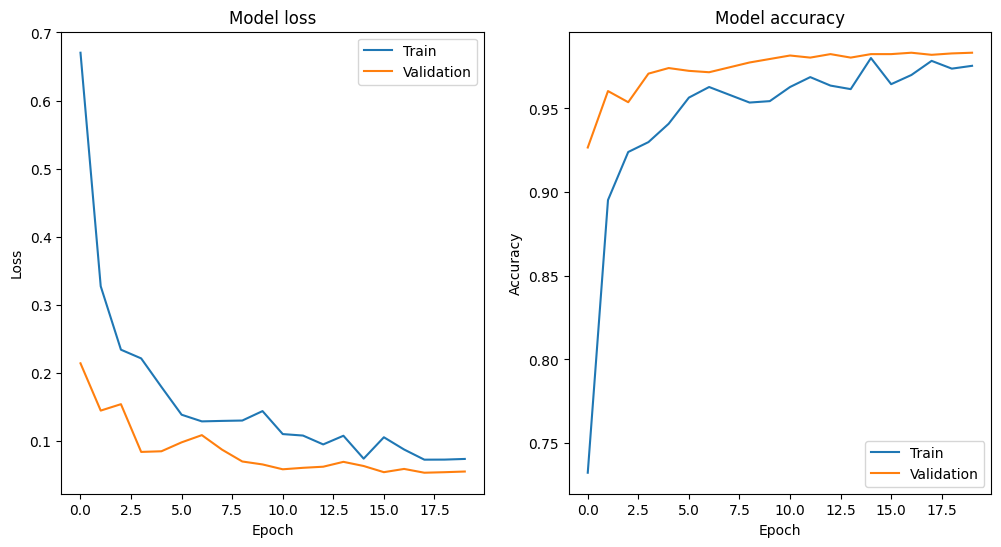 Model loss
0.7
0.6
0.5
0.4
0.3
0.2
0.1
Loss
Train
Validation
0.0 2.5 5.0 7.5 10.0 12.5 15.0 17.5
Epoch
Model accuracy
0.95
0.90
0.85
0.80
0.75
Accuracy
Train
Validation
0.0 2.5 5.0 7.5 10.0 12.5 15.0 17.5
Epoch